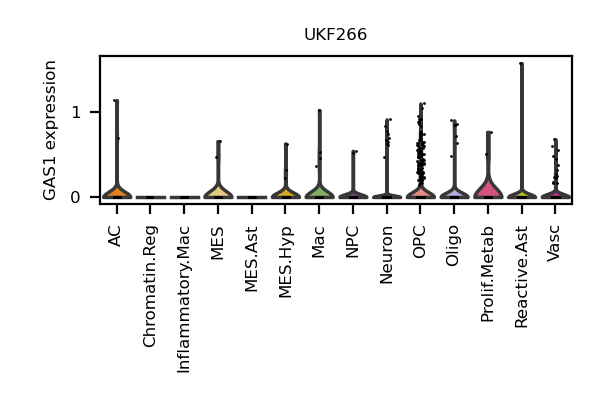 UKF266
GAS1 expression
1
0
AC
Chromatin.Reg
Inflammatory.Mac
MES
MES.Ast
MES.Hyp
Mac
NPC
Neuron
OPC
Oligo
Prolif.Metab
Reactive.Ast
Vasc